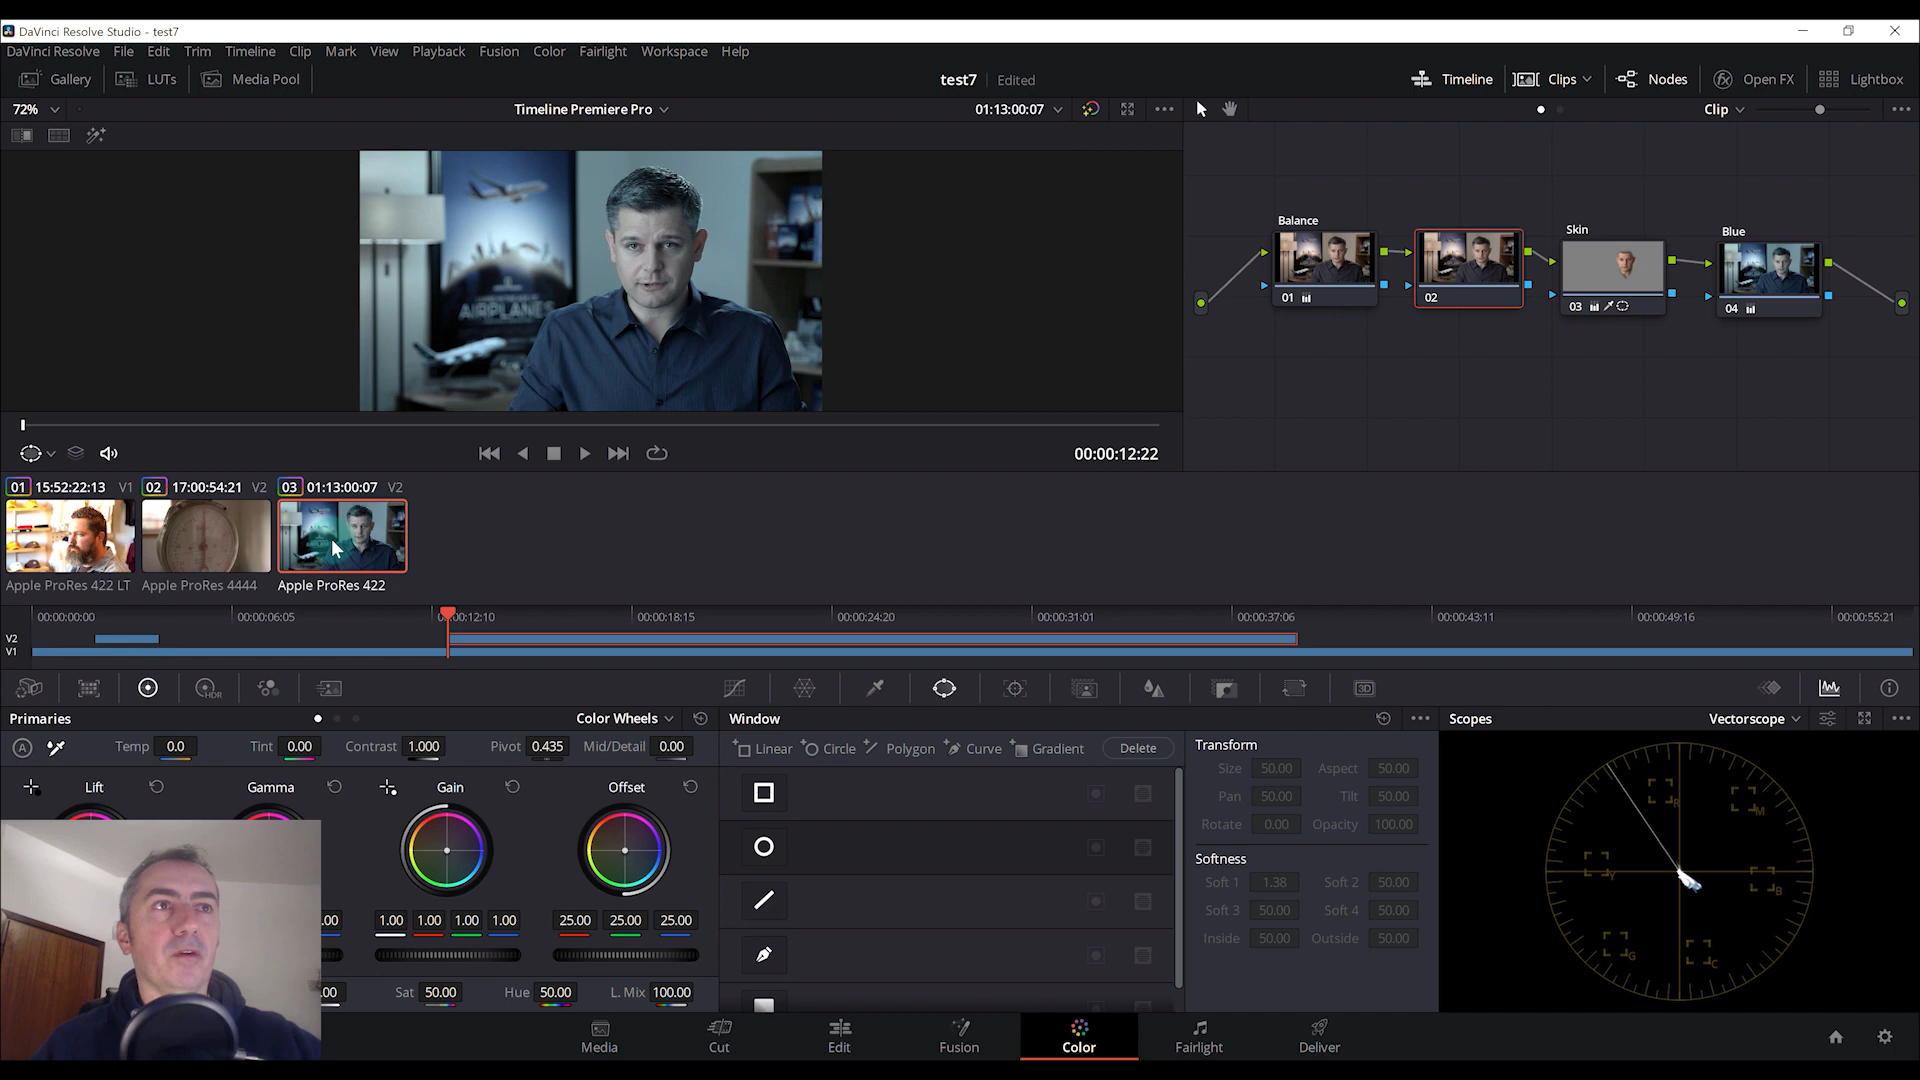 DaVinci Resolve Studio - test7
DaVinci Resolve File Edit Trim Timeline Clip Mark View Playback Fusion Color Fairlight Workspace Help
Gallery LUTs Media Pool test7 Edited Timeline Clips Nodes Open FX Lightbox
72% Timeline Premiere Pro 01:13:00:07 Clip
AIRPLANES
Balance Skin Blue
01 02 03 04
00:00:12:22
01 15:52:22:13 V1 02 17:00:54:21 V2 03 01:13:00:07 V2
Apple ProRes 422 LT Apple ProRes 4444 Apple ProRes 422
00:00:00:00 00:00:06:05 00:00:12:10 00:00:18:15 00:00:24:20 00:00:31:01 00:00:37:06 00:00:43:11 00:00:49:16 00:00:55:21
V2
V1
HDR 3D
Primaries Color Wheels Window Scopes Vectorscope
A Temp 0.0 Tint 0.00 Contrast 1.000 Pivot 0.435 Mid/Detail 0.00
Linear Circle Polygon Curve Gradient Delete
Transform
Size 50.00 Aspect 50.00
Pan 50.00 Tilt 50.00
Rotate 0.00 Opacity 100.00
Softness
Soft 1 1.38 Soft 2 50.00
Soft 3 50.00 Soft 4 50.00
Inside 50.00 Outside 50.00
Lift Gamma Gain Offset
.00 1.00 1.00 1.00 1.00 25.00 25.00 25.00
.00 Sat 50.00 Hue 50.00 L. Mix 100.00
R M
Y B
G C
Media Cut Edit Fusion Color Fairlight Deliver